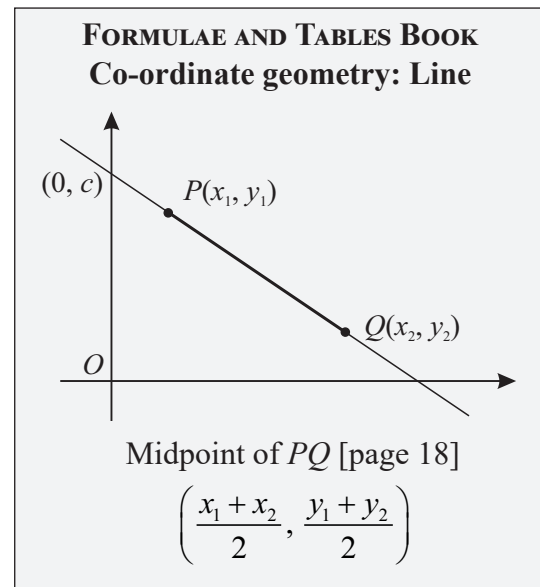 FORMULAE AND TABLES BOOK
Co-ordinate geometry: Line
(0, c)
P(x₁, y₁)
Q(x₂, y₂)
O
Midpoint of PQ [page 18]
((x₁ + x₂)/2, (y₁ + y₂)/2)